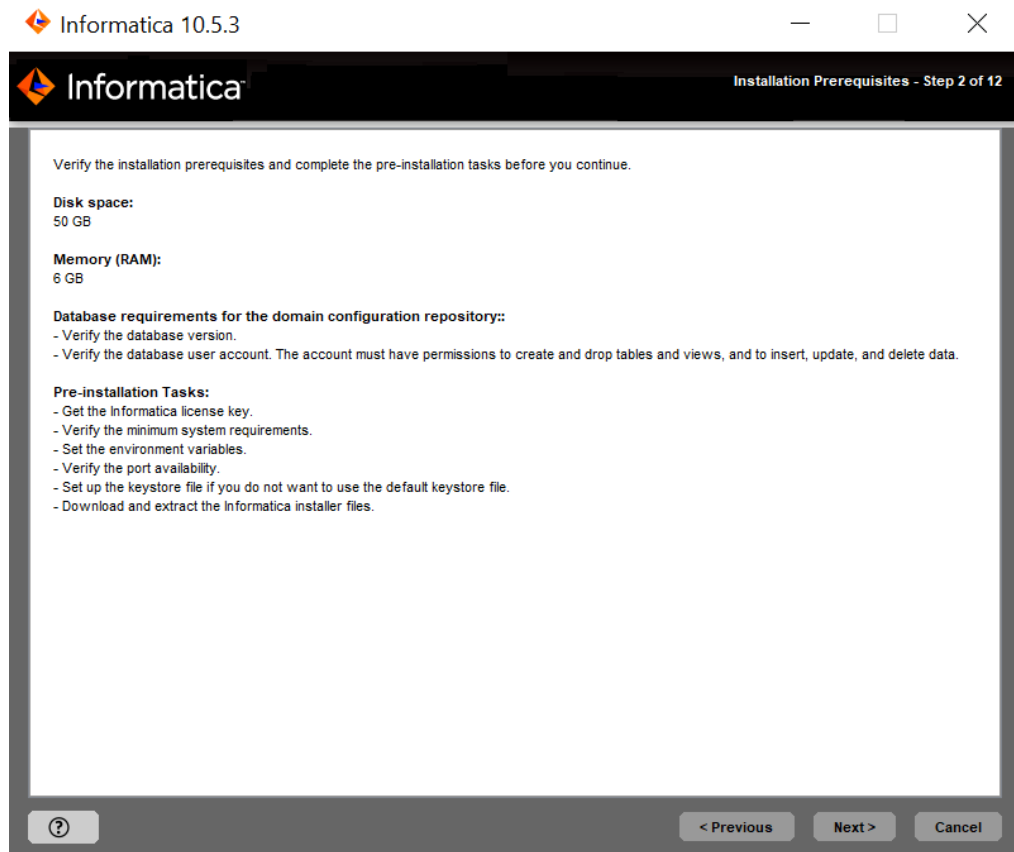 Informatica 10.5.3
Informatica™
Installation Prerequisites - Step 2 of 12
Verify the installation prerequisites and complete the pre-installation tasks before you continue.
Disk space:
50 GB
Memory (RAM):
6 GB
Database requirements for the domain configuration repository::
- Verify the database version.
- Verify the database user account. The account must have permissions to create and drop tables and views, and to insert, update, and delete data.
Pre-installation Tasks:
- Get the Informatica license key.
- Verify the minimum system requirements.
- Set the environment variables.
- Verify the port availability.
- Set up the keystore file if you do not want to use the default keystore file.
- Download and extract the Informatica installer files.
?
< Previous
Next >
Cancel